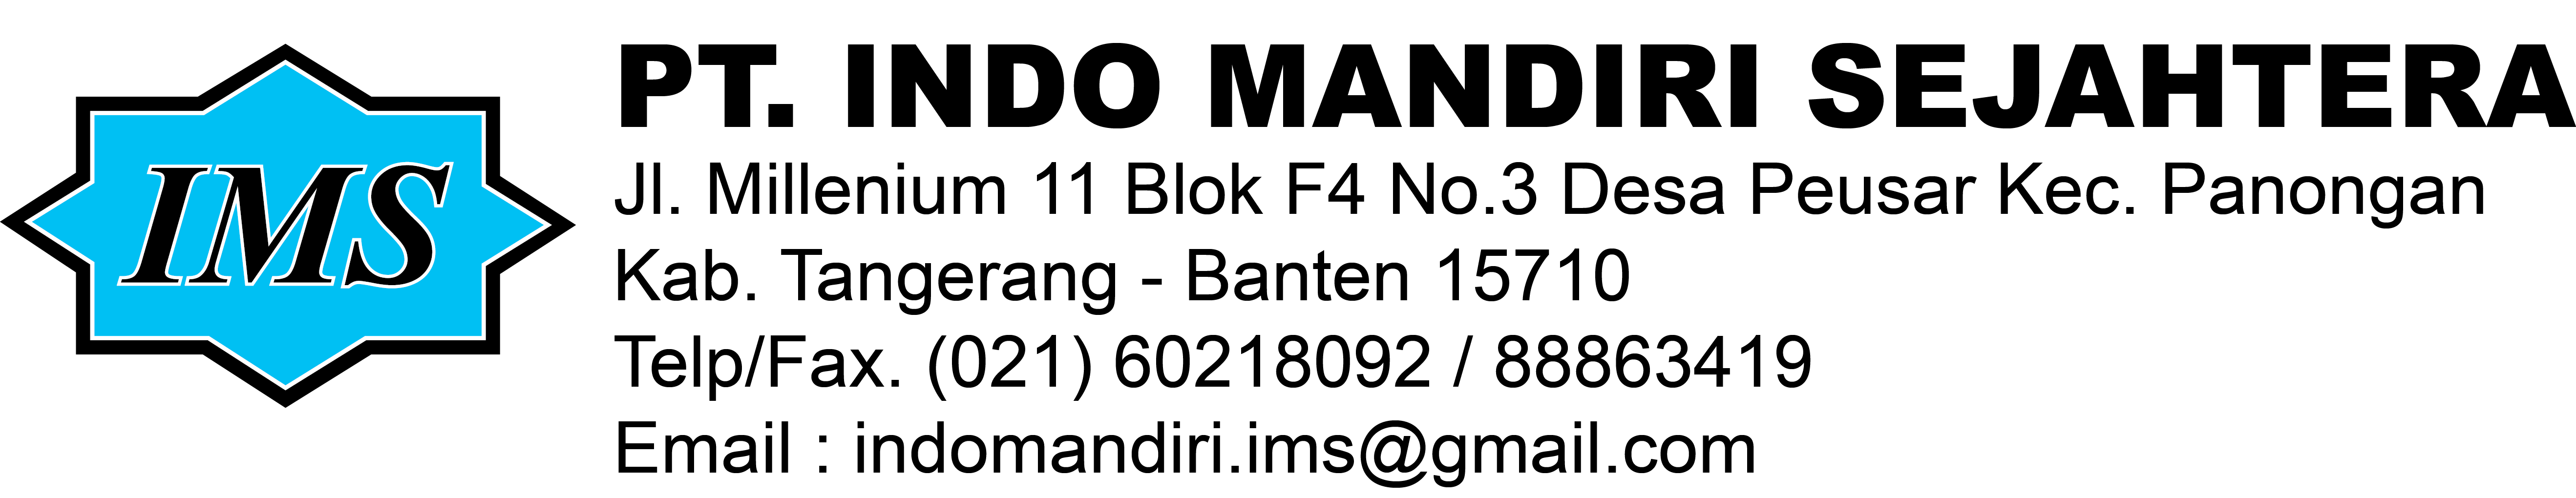 IMS
PT. INDO MANDIRI SEJAHTERA
Jl. Millenium 11 Blok F4 No.3 Desa Peusar Kec. Panongan
Kab. Tangerang - Banten 15710
Telp/Fax. (021) 60218092 / 88863419
Email : indomandiri.ims@gmail.com